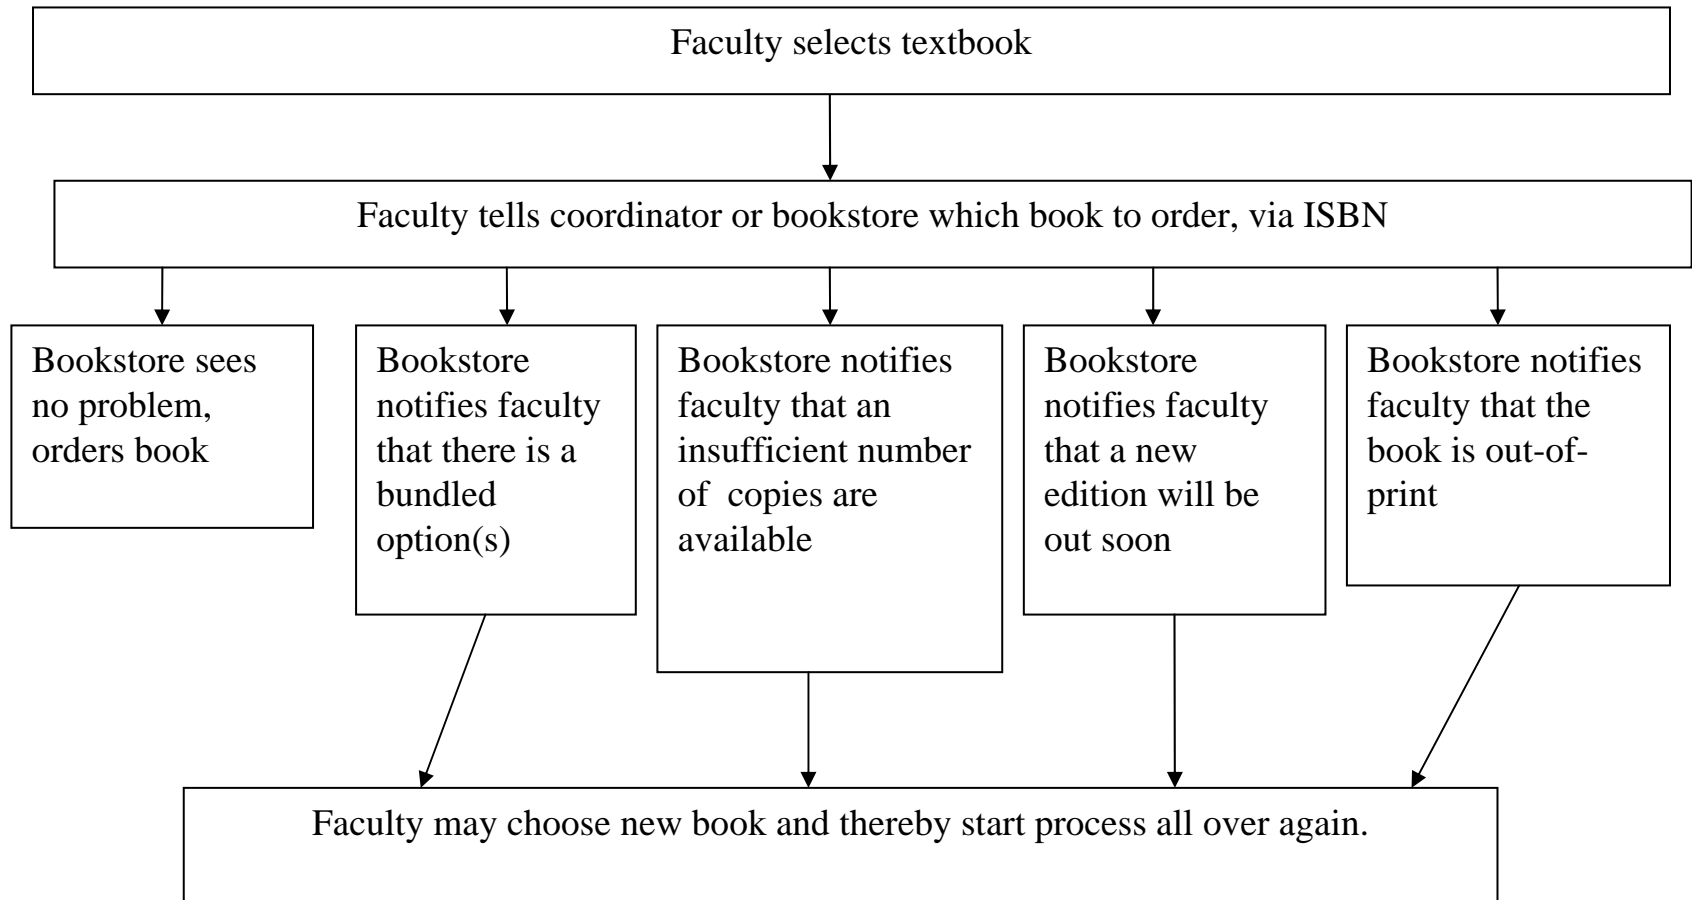 Faculty selects textbook
Faculty tells coordinator or bookstore which book to order, via ISBN
Bookstore sees
no problem,
orders book
Bookstore
notifies faculty
that there is a
bundled
option(s)
Bookstore notifies
faculty that an
insufficient number
of  copies are
available
Bookstore
notifies faculty
that a new
edition will be
out soon
Bookstore notifies
faculty that the
book is out-of-
print
Faculty may choose new book and thereby start process all over again.